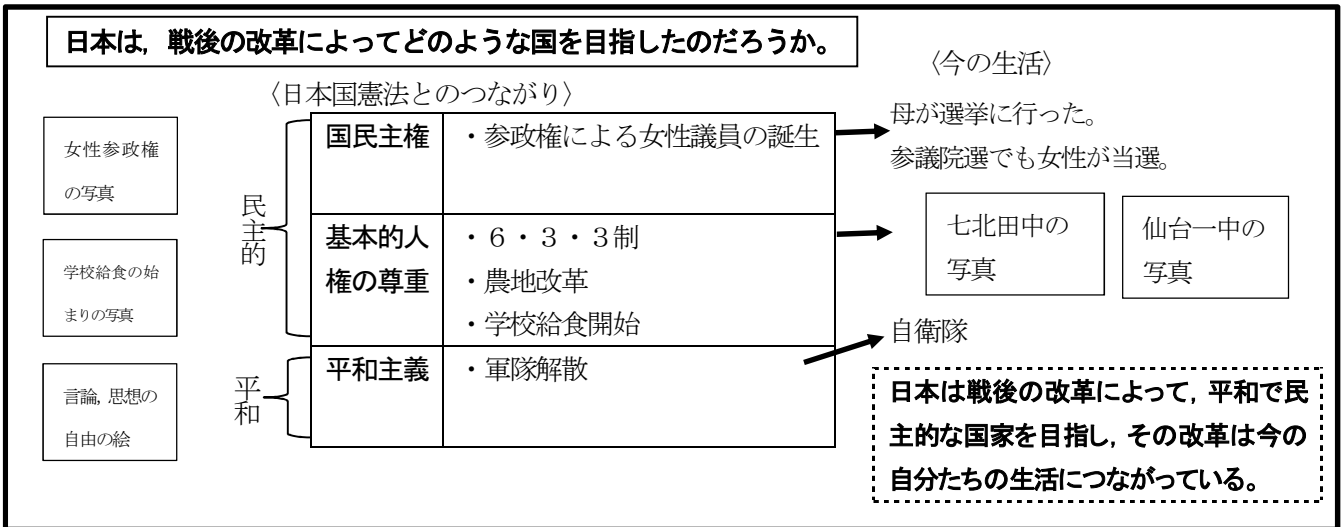 日本は，戦後の改革によってどのような国を目指したのだろうか。
〈日本国憲法とのつながり〉
〈今の生活〉
女性参政権
の写真
学校給食の始
まりの写真
言論，思想の
自由の絵
民主的
平和
国民主権
・参政権による女性議員の誕生
基本的人
権の尊重
・６・３・３制
・農地改革
・学校給食開始
平和主義
・軍隊解散
母が選挙に行った。
参議院選でも女性が当選。
七北田中の
写真
仙台一中の
写真
自衛隊
日本は戦後の改革によって，平和で民
主的な国家を目指し，その改革は今の
自分たちの生活につながっている。